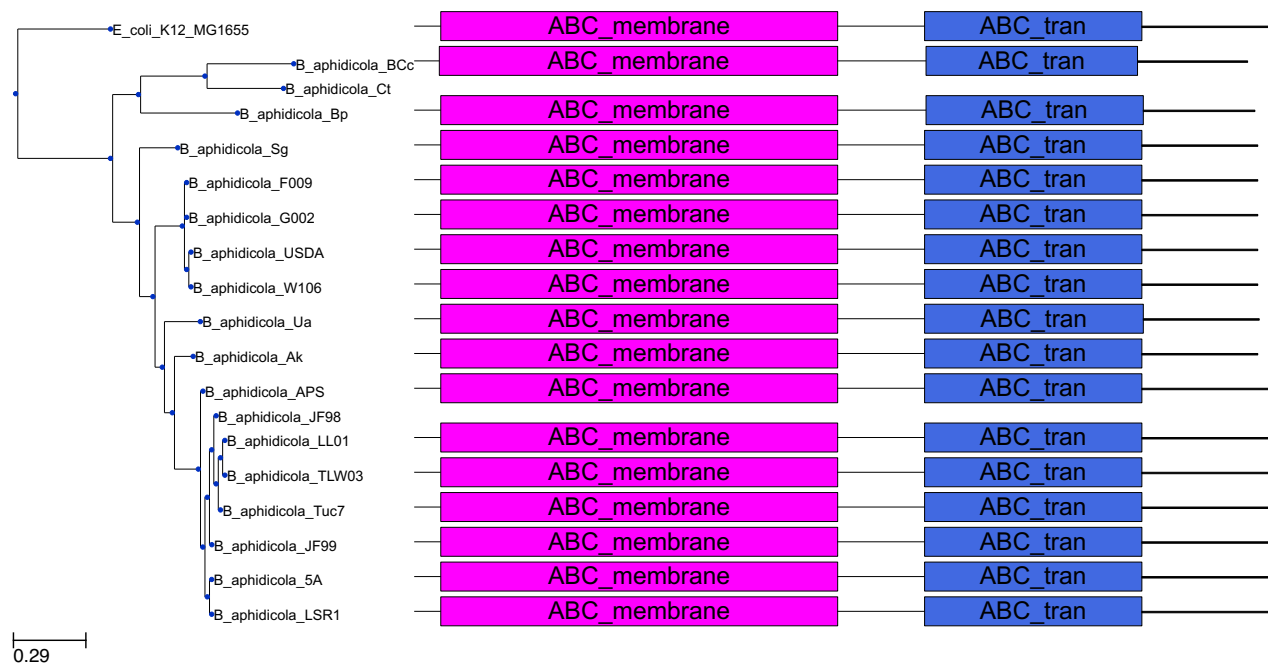 E_coli_K12_MG1655 ABC_membrane ABC_tran
B_aphidicola_BCc ABC_membrane ABC_tran
B_aphidicola_Ct
B_aphidicola_Bp ABC_membrane ABC_tran
B_aphidicola_Sg ABC_membrane ABC_tran
B_aphidicola_F009 ABC_membrane ABC_tran
B_aphidicola_G002 ABC_membrane ABC_tran
B_aphidicola_USDA ABC_membrane ABC_tran
B_aphidicola_W106 ABC_membrane ABC_tran
B_aphidicola_Ua ABC_membrane ABC_tran
B_aphidicola_Ak ABC_membrane ABC_tran
B_aphidicola_APS ABC_membrane ABC_tran
B_aphidicola_JF98
B_aphidicola_LL01 ABC_membrane ABC_tran
B_aphidicola_TLW03 ABC_membrane ABC_tran
B_aphidicola_Tuc7 ABC_membrane ABC_tran
B_aphidicola_JF99 ABC_membrane ABC_tran
B_aphidicola_5A ABC_membrane ABC_tran
B_aphidicola_LSR1 ABC_membrane ABC_tran
0.29